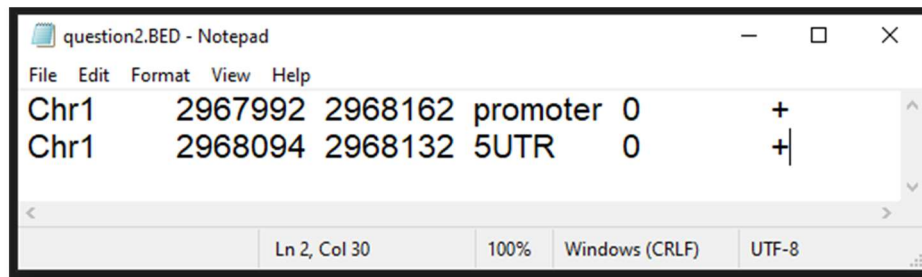 question2.BED - Notepad
File Edit Format View Help
Chr1 2967992 2968162 promoter 0 +
Chr1 2968094 2968132 5UTR 0 +
Ln 2, Col 30 100% Windows (CRLF) UTF-8